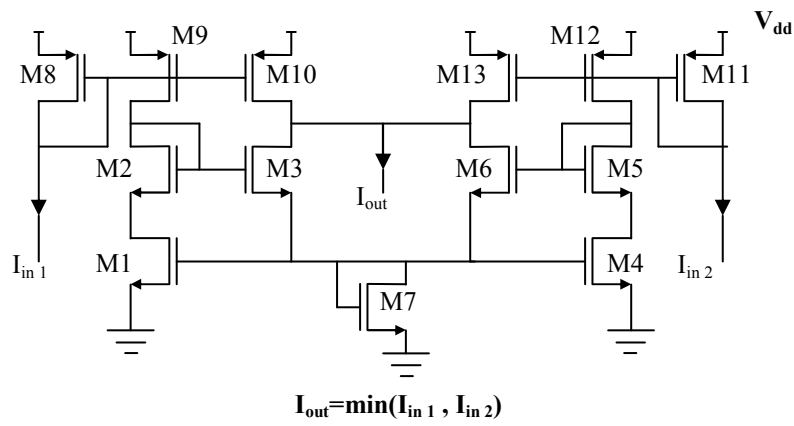 V_dd
M9
M12
M8
M10
M13
M11
M2
M3
M6
M5
I_out
I_in 1
M1
M4
I_in 2
M7
I_out=min(I_in 1 , I_in 2)